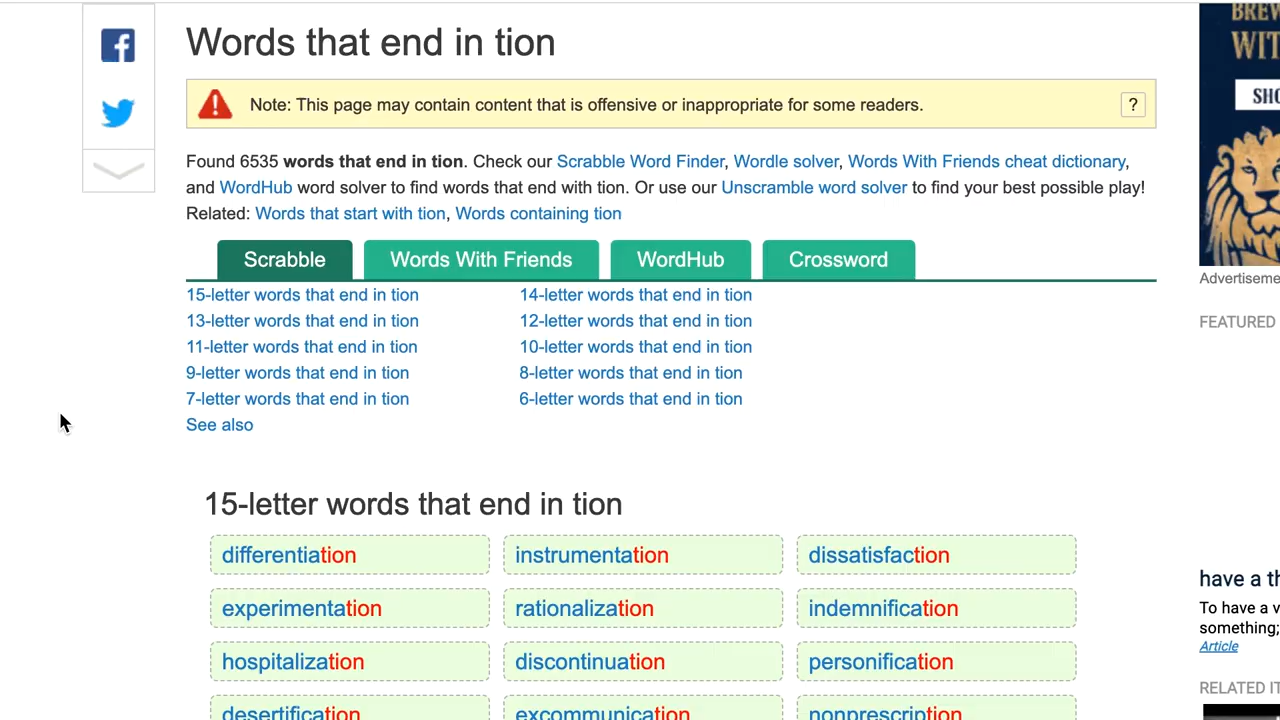 Words that end in tion
Note: This page may contain content that is offensive or inappropriate for some readers.
?
Found 6535 words that end in tion. Check our Scrabble Word Finder, Wordle solver, Words With Friends cheat dictionary,
and WordHub word solver to find words that end with tion. Or use our Unscramble word solver to find your best possible play!
Related: Words that start with tion, Words containing tion
Scrabble
Words With Friends
WordHub
Crossword
15-letter words that end in tion
14-letter words that end in tion
13-letter words that end in tion
12-letter words that end in tion
11-letter words that end in tion
10-letter words that end in tion
9-letter words that end in tion
8-letter words that end in tion
7-letter words that end in tion
6-letter words that end in tion
See also
15-letter words that end in tion
differentiation
instrumentation
dissatisfaction
experimentation
rationalization
indemnification
hospitalization
discontinuation
personification
desertification
excommunication
nonprescription
BREW
WIT
SHO
Advertiseme
FEATURED
have a th
To have a v
something;
Article
RELATED IT